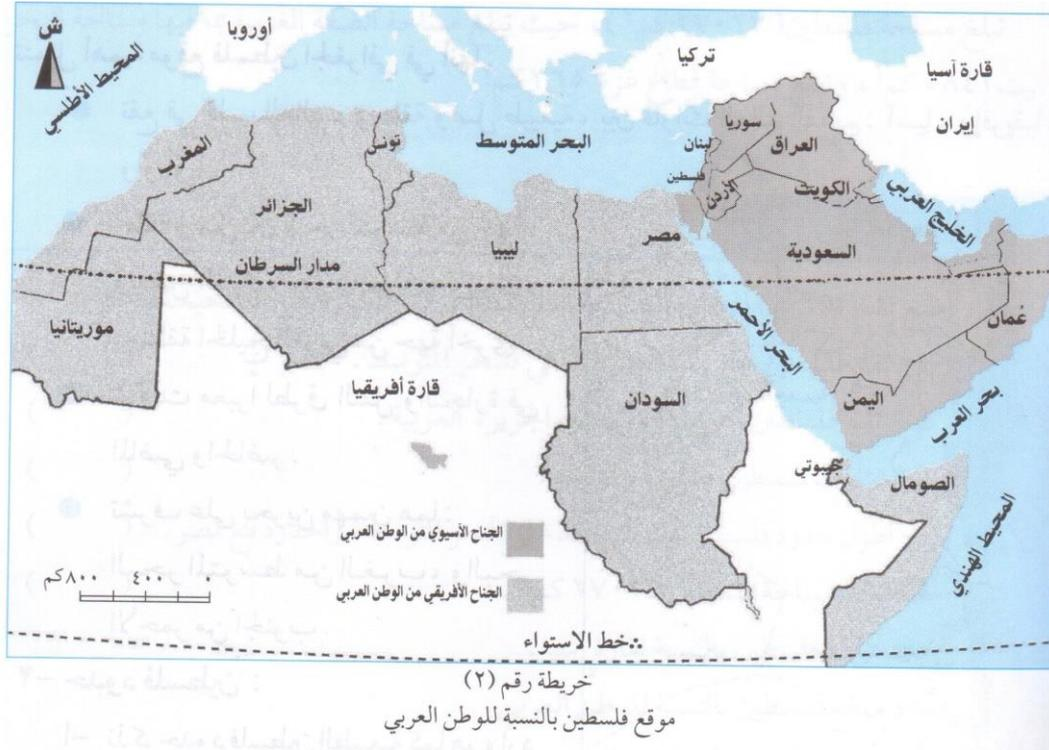 ش
أوروبا
تركيا
قارة آسيا
المحيط الأطلسي
إيران
سوريا
لبنان
العراق
البحر المتوسط
تونس
المغرب
فلسطين
الأردن
الكويت
الخليج العربي
الجزائر
مصر
ليبيا
السعودية
مدار السرطان
موريتانيا
عُمان
البحر الأحمر
قارة أفريقيا
السودان
اليمن
بحر العرب
جيبوتي
الصومال
المحيط الهندي
الجناح الآسيوي من الوطن العربي
الجناح الأفريقي من الوطن العربي
٤٠٠ ٨٠٠ كم
٠° خط الاستواء
خريطة رقم (٢)
موقع فلسطين بالنسبة للوطن العربي